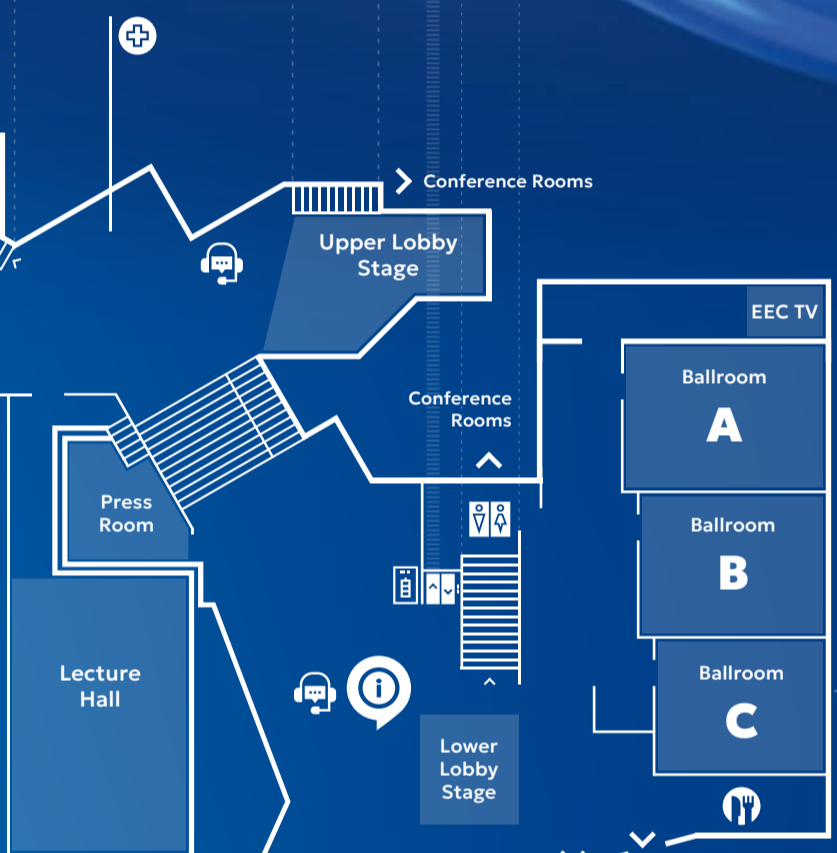 Conference Rooms
Upper Lobby
Stage
EEC TV
Ballroom
A
Conference
Rooms
Press
Room
Ballroom
B
Lecture
Hall
Ballroom
C
Lower
Lobby
Stage